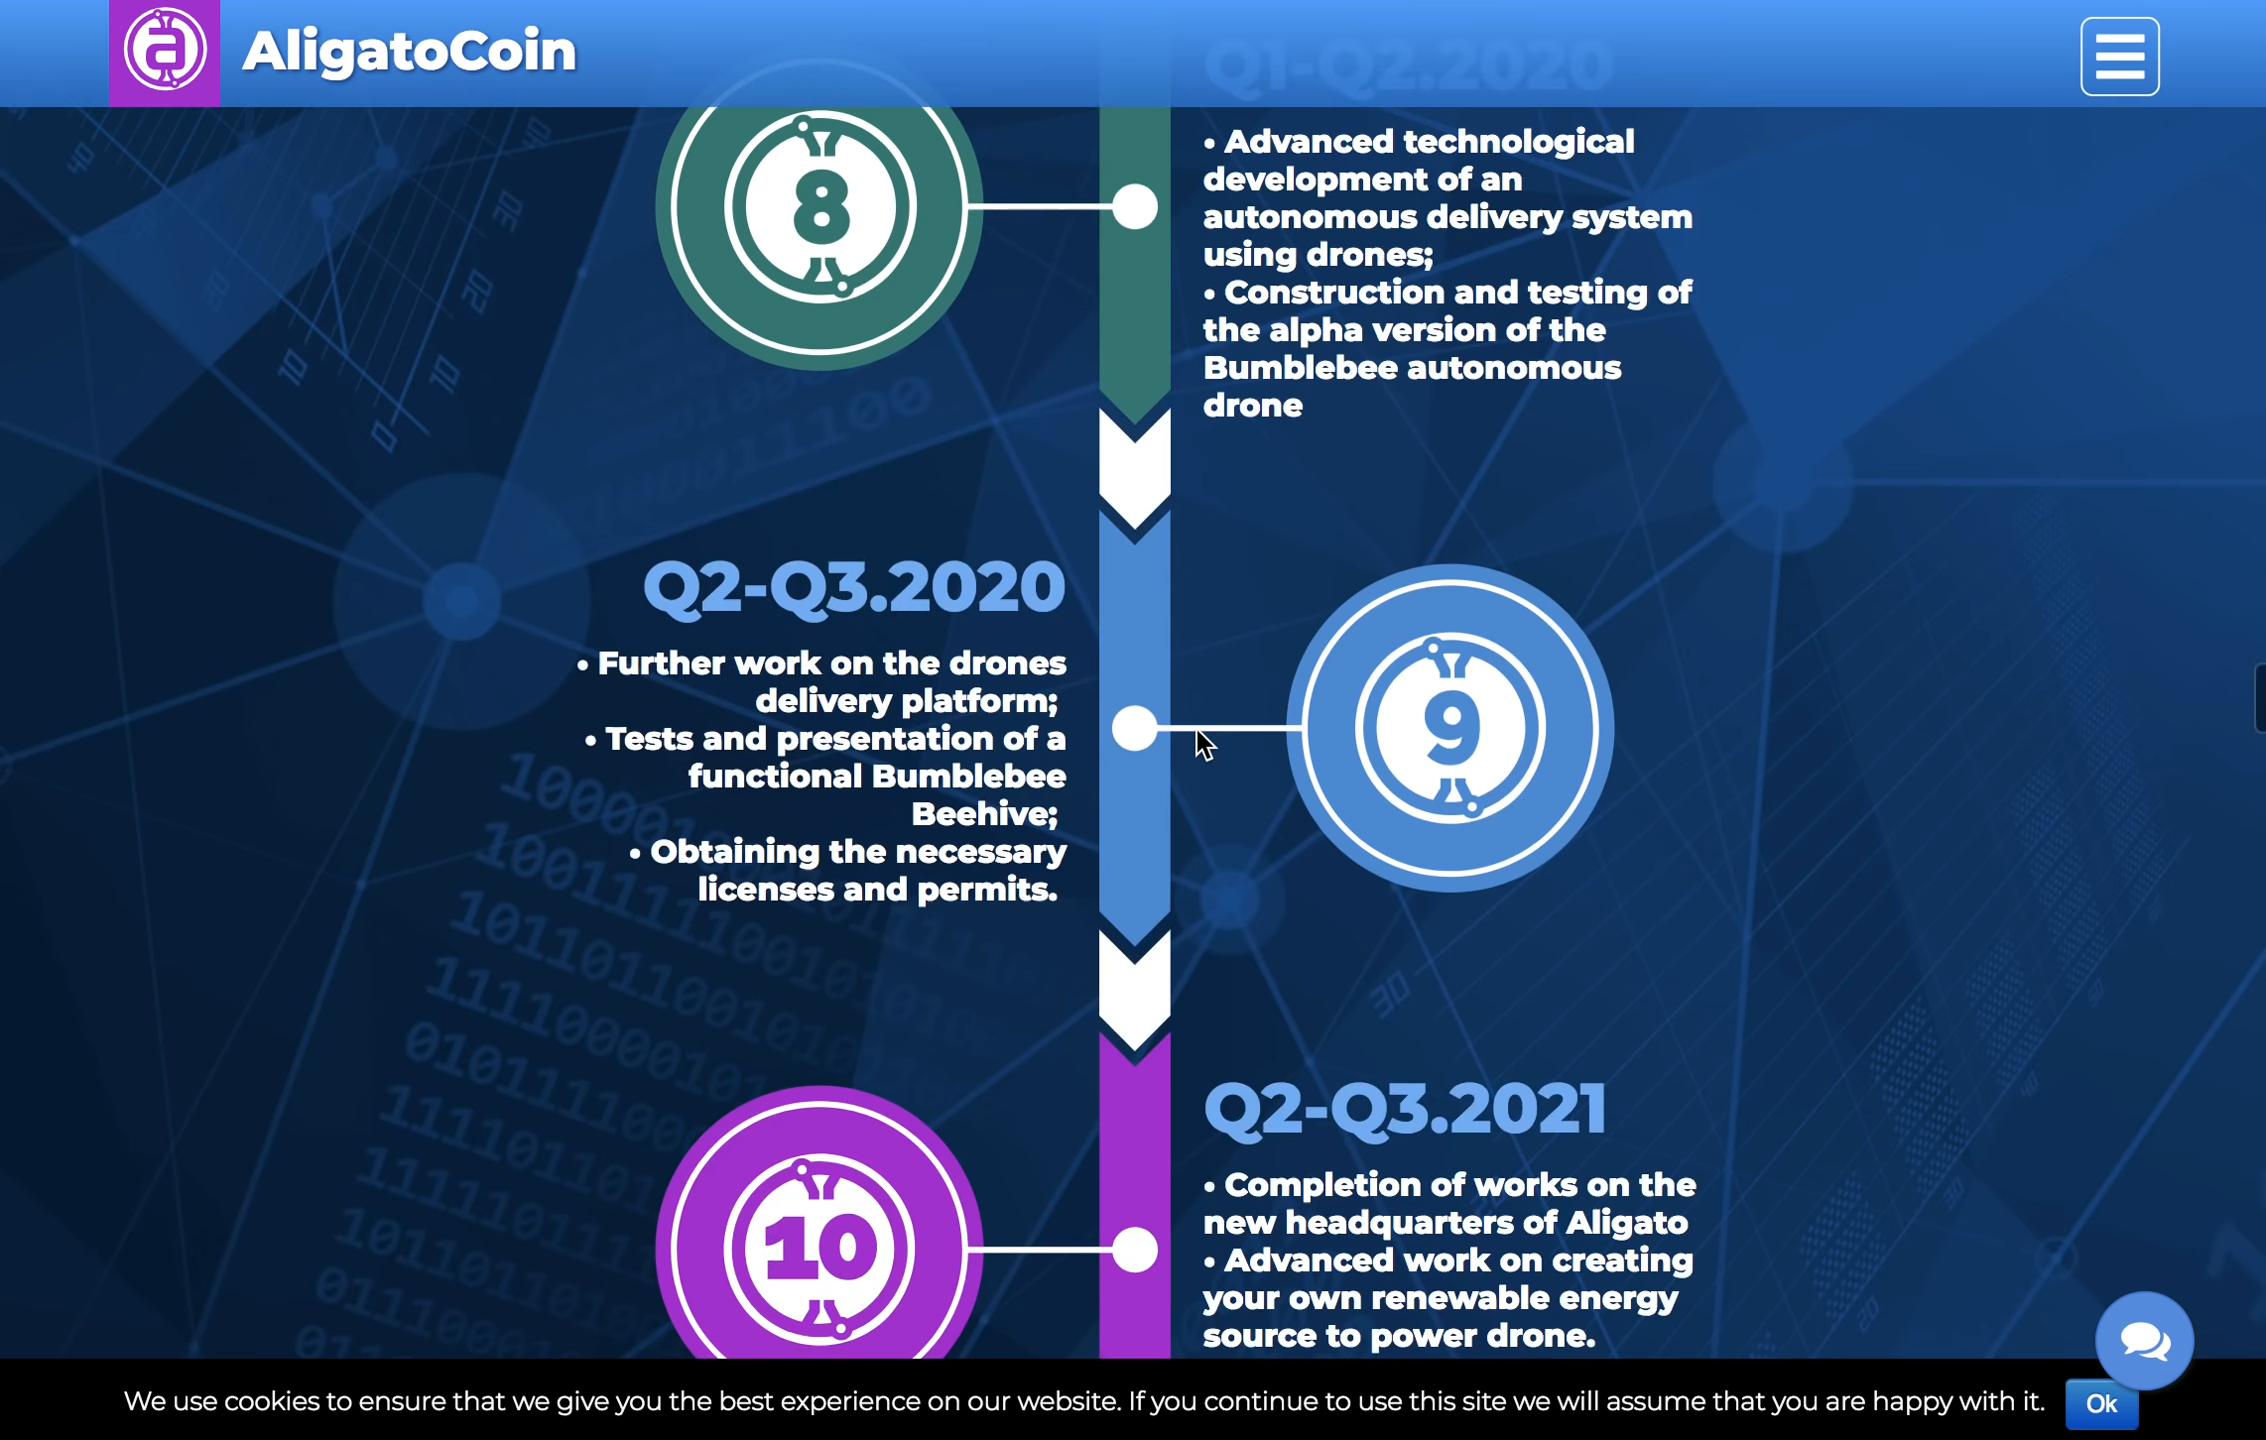 AligatoCoin
Q1-Q2.2020
8
• Advanced technological
development of an
autonomous delivery system
using drones;
• Construction and testing of
the alpha version of the
Bumblebee autonomous
drone
Q2-Q3.2020
• Further work on the drones
delivery platform;
• Tests and presentation of a
functional Bumblebee
Beehive;
• Obtaining the necessary
licenses and permits.
9
Q2-Q3.2021
10
• Completion of works on the
new headquarters of Aligato
• Advanced work on creating
your own renewable energy
source to power drone.
We use cookies to ensure that we give you the best experience on our website. If you continue to use this site we will assume that you are happy with it.
Ok